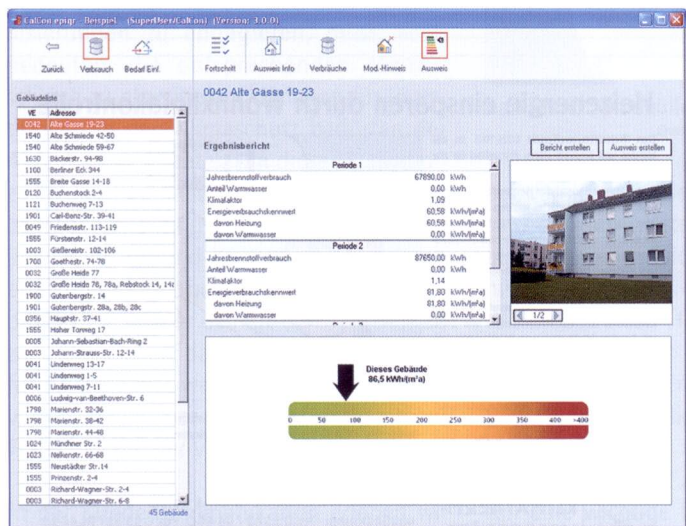 CalCon epiqr - Beispiel (SuperUser/CalCon) (Version: 3.0.0)
Zurück Verbrauch Bedarf Einf. Fortschritt Ausweis Info Verbräuche Mod.-Hinweis Ausweis
0042 Alte Gasse 19-23
Gebäudeliste
VE Adresse
0042 Alte Gasse 19-23
1540 Alte Schmiede 42-50
1540 Alte Schmiede 59-67
1630 Bäckerstr. 94-98
1100 Berliner Eck 344
1555 Breite Gasse 14-18
0120 Buchenstock 2-4
1121 Buchenweg 7-13
1901 Carl-Benz-Str. 39-41
0049 Friedensstr. 113-119
1555 Fürstenstr. 12-14
1003 Gießereistr. 102-106
1700 Goethestr. 74-78
0032 Große Heide 77
0032 Große Heide 76, 78a, Rebstock 14, 14c
1900 Gutenbergstr. 14
1901 Gutenbergstr. 28a, 28b, 28c
0356 Hauptstr. 37-41
1555 Hoher Tonweg 17
0005 Johann-Sebastian-Bach-Ring 2
0003 Johann-Strauss-Str. 12-14
0041 Lindenweg 13-17
0041 Lindenweg 1-5
0041 Lindenweg 7-11
0006 Ludwig-van-Beethoven-Str. 6
1798 Marienstr. 32-36
1798 Marienstr. 38-42
1798 Marienstr. 44-48
1024 Münchner Str. 2
1023 Nelkenstr. 66-68
1555 Neustädter Str.14
1555 Prinzenstr. 2-4
0003 Richard-Wagner-Str. 2-4
0003 Richard-Wagner-Str. 6-8
45 Gebäude
Ergebnisbericht
Bericht erstellen Ausweis erstellen
Periode 1
Jahresbrennstoffverbrauch 67890,00 kWh
Anteil Warmwasser 0,00 kWh
Klimafaktor 1,09
Energieverbrauchskennwert 60,58 kWh/(m²a)
davon Heizung 60,58 kWh/(m²a)
davon Warmwasser 0,00 kWh/(m²a)
Periode 2
Jahresbrennstoffverbrauch 87650,00 kWh
Anteil Warmwasser 0,00 kWh
Klimafaktor 1,14
Energieverbrauchskennwert 81,80 kWh/(m²a)
davon Heizung 81,80 kWh/(m²a)
davon Warmwasser 0,00 kWh/(m²a)
1/2
Dieses Gebäude
86,5 kWh/(m²a)
0 50 100 150 200 250 300 350 400 >400